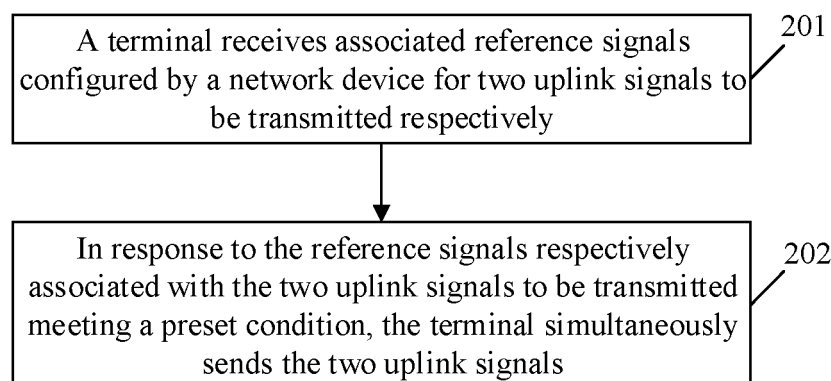 A terminal receives associated reference signals
configured by a network device for two uplink signals to
be transmitted respectively
201
In response to the reference signals respectively
associated with the two uplink signals to be transmitted
meeting a preset condition, the terminal simultaneously
sends the two uplink signals
202